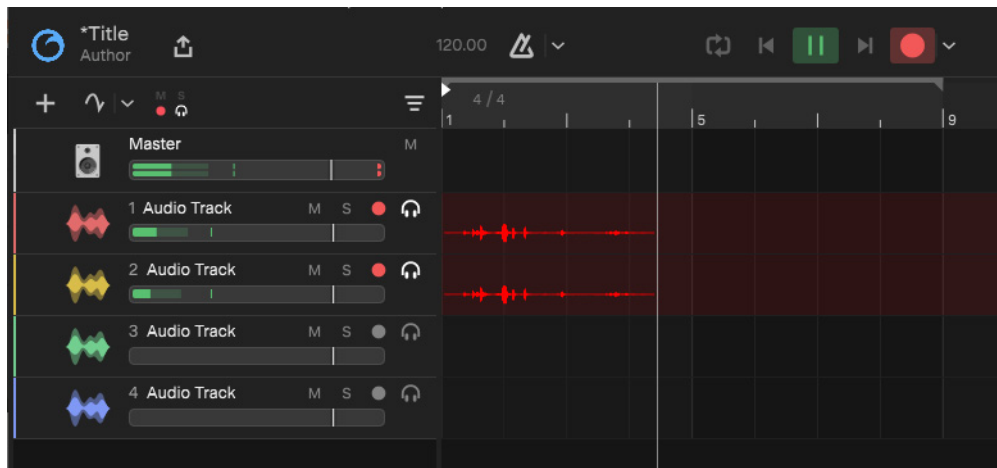 *Title
Author
120.00
M S
4 / 4
1
5
9
Master M
1 Audio Track M S
2 Audio Track M S
3 Audio Track M S
4 Audio Track M S